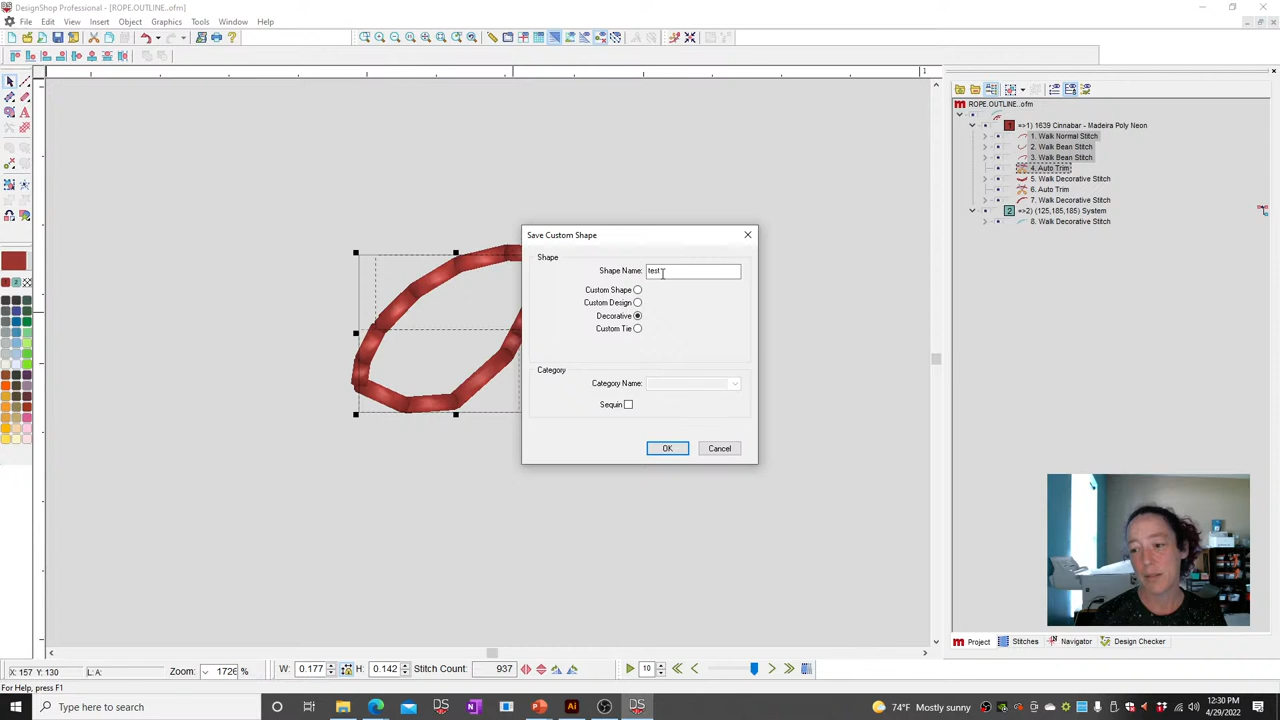 DesignShop Professional - [ROPE.OUTLINE..ofm]
File Edit View Insert Object Graphics Tools Window Help
1
ROPE.OUTLINE..ofm
1 =>1) 1639 Cinnabar - Madeira Poly Neon
1. Walk Normal Stitch
2. Walk Bean Stitch
3. Walk Bean Stitch
4. Auto Trim
5. Walk Decorative Stitch
6. Auto Trim
7. Walk Decorative Stitch
2 =>2) (125,185,185) System
8. Walk Decorative Stitch
Save Custom Shape
Shape
Shape Name: test
Custom Shape
Custom Design
Decorative
Custom Tie
Category
Category Name:
Sequin
OK Cancel
Project Stitches Navigator Design Checker
X: 157 Y: 130 L: A: Zoom: 1726 % W: 0.177 H: 0.142 Stitch Count: 937 10
For Help, press F1
Type here to search
74°F Mostly sunny
12:30 PM
4/29/2022